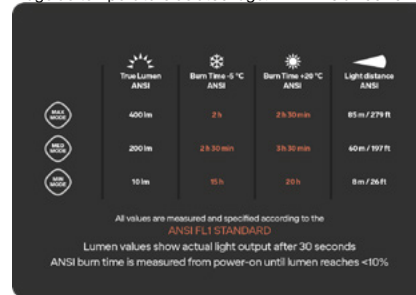 True Lumen ANSI
Burn Time -5 °C ANSI
Burn Time +20 °C ANSI
Light distance ANSI
MAX MODE
400 lm
2 h
2 h 30 min
85 m / 279 ft
MED MODE
200 lm
2 h 30 min
3 h 30 min
60 m / 197 ft
MIN MODE
10 lm
15 h
20 h
8 m / 26 ft
All values are measured and specified according to the
ANSI FL1 STANDARD
Lumen values show actual light output after 30 seconds
ANSI burn time is measured from power-on until lumen reaches <10%